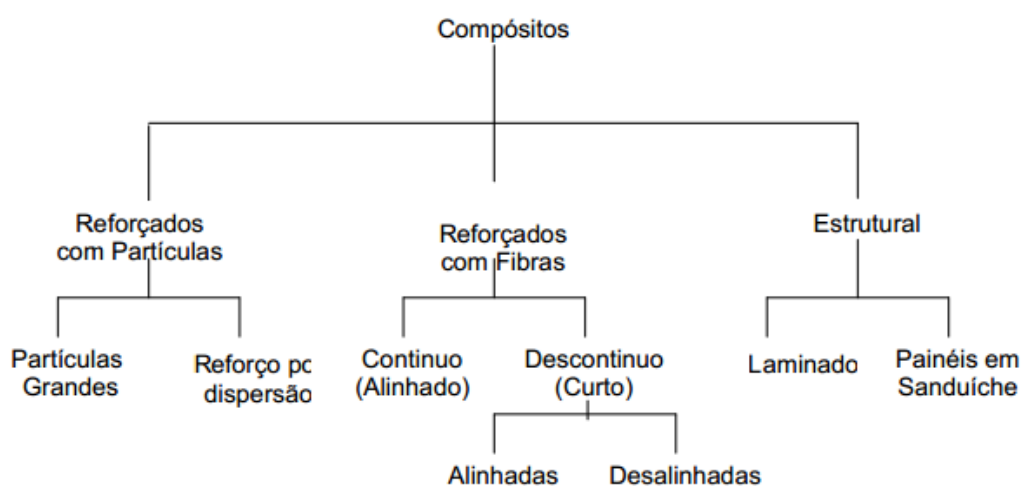 Compósitos
Reforçados
com Partículas
Reforçados
com Fibras
Estrutural
Partículas
Grandes
Reforço po
dispersão
Continuo
(Alinhado)
Descontinuo
(Curto)
Laminado
Painéis em
Sanduíche
Alinhadas
Desalinhadas